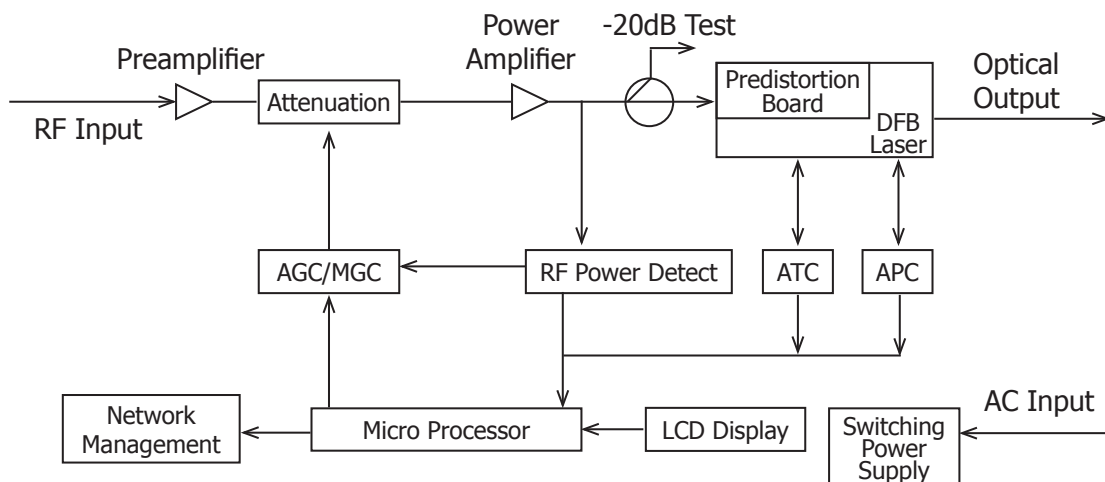 Preamplifier
RF Input
Attenuation
Power
Amplifier
-20dB Test
Predistortion
Board
DFB
Laser
Optical
Output
AGC/MGC
RF Power Detect
ATC
APC
Network
Management
Micro Processor
LCD Display
Switching
Power
Supply
AC Input